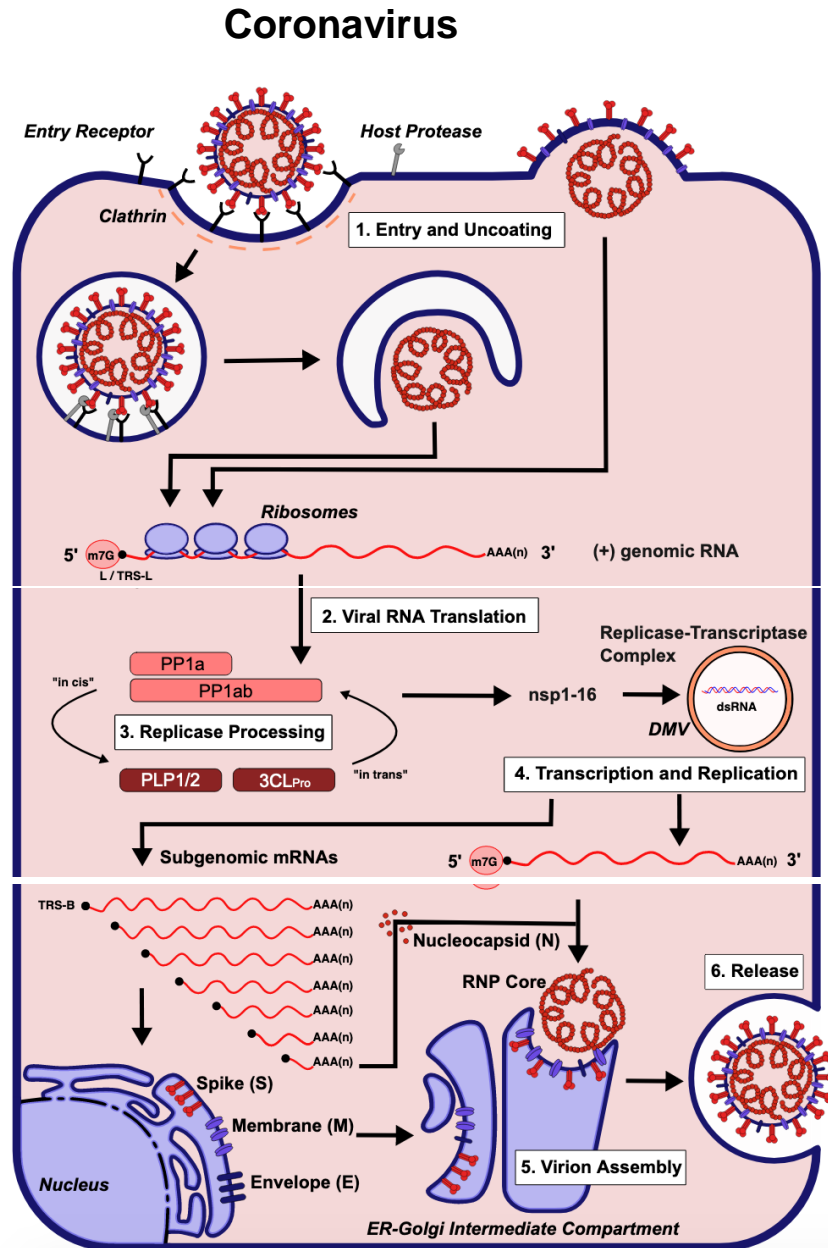 Coronavirus
Entry Receptor
Host Protease
Clathrin
1. Entry and Uncoating
Ribosomes
5' m7G AAA(n) 3' (+) genomic RNA
L / TRS-L
2. Viral RNA Translation
Replicase-Transcriptase
Complex
PP1a
"in cis"
PP1ab
nsp1-16
dsRNA
DMV
3. Replicase Processing
PLP1/2
3CLPro
"in trans"
4. Transcription and Replication
Subgenomic mRNAs
5' m7G AAA(n) 3'
TRS-B
AAA(n)
AAA(n)
AAA(n)
AAA(n)
AAA(n)
AAA(n)
AAA(n)
Nucleocapsid (N)
RNP Core
6. Release
Spike (S)
Membrane (M)
Envelope (E)
Nucleus
5. Virion Assembly
ER-Golgi Intermediate Compartment